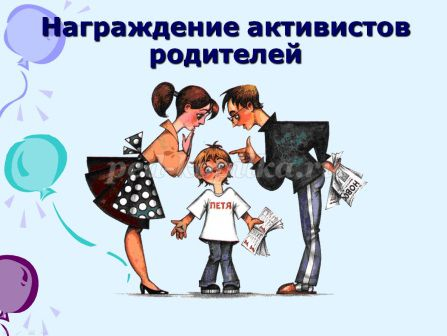 Награждение активистов
родителей
ПЕТЯ